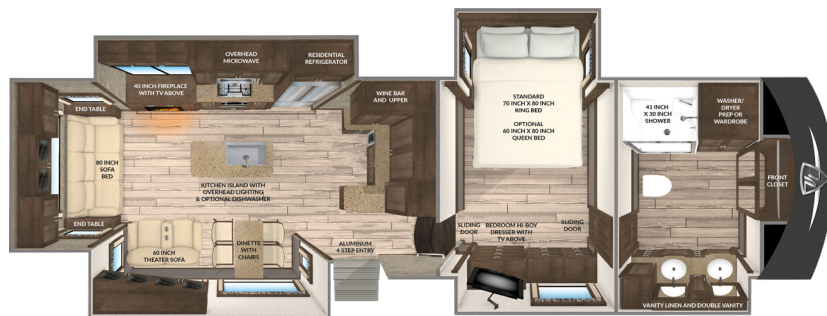 OVERHEAD
MICROWAVE
RESIDENTIAL
REFRIGERATOR
40 INCH FIREPLACE
WITH TV ABOVE
WINE BAR
AND UPPER
END TABLE
80 INCH
SOFA
BED
END TABLE
KITCHEN ISLAND WITH
OVERHEAD LIGHTING
& OPTIONAL DISHWASHER
60 INCH
THEATER SOFA
DINETTE
WITH
CHAIRS
ALUMINUM
4 STEP ENTRY
STANDARD
70 INCH X 80 INCH
KING BED
OPTIONAL
60 INCH X 80 INCH
QUEEN BED
SLIDING
DOOR
BEDROOM HI-BOY
DRESSER WITH
TV ABOVE
SLIDING
DOOR
41 INCH
X 30 INCH
SHOWER
WASHER/
DRYER
PREP OR
WARDROBE
FRONT
CLOSET
VANITY LINEN AND DOUBLE VANITY